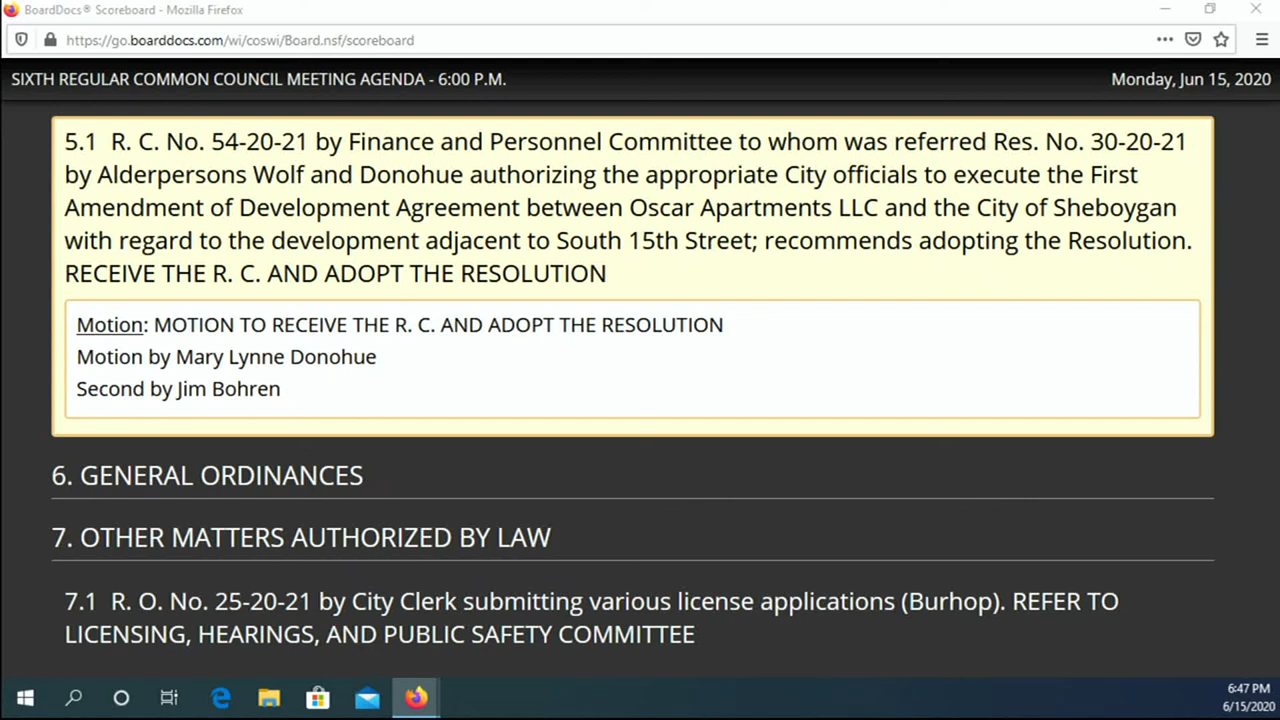 BoardDocs® Scoreboard - Mozilla Firefox
https://go.boarddocs.com/wi/coswi/Board.nsf/scoreboard
SIXTH REGULAR COMMON COUNCIL MEETING AGENDA - 6:00 P.M. Monday, Jun 15, 2020
5.1 R. C. No. 54-20-21 by Finance and Personnel Committee to whom was referred Res. No. 30-20-21
by Alderpersons Wolf and Donohue authorizing the appropriate City officials to execute the First
Amendment of Development Agreement between Oscar Apartments LLC and the City of Sheboygan
with regard to the development adjacent to South 15th Street; recommends adopting the Resolution.
RECEIVE THE R. C. AND ADOPT THE RESOLUTION
Motion: MOTION TO RECEIVE THE R. C. AND ADOPT THE RESOLUTION
Motion by Mary Lynne Donohue
Second by Jim Bohren
6. GENERAL ORDINANCES
7. OTHER MATTERS AUTHORIZED BY LAW
7.1 R. O. No. 25-20-21 by City Clerk submitting various license applications (Burhop). REFER TO
LICENSING, HEARINGS, AND PUBLIC SAFETY COMMITTEE
6:47 PM
6/15/2020